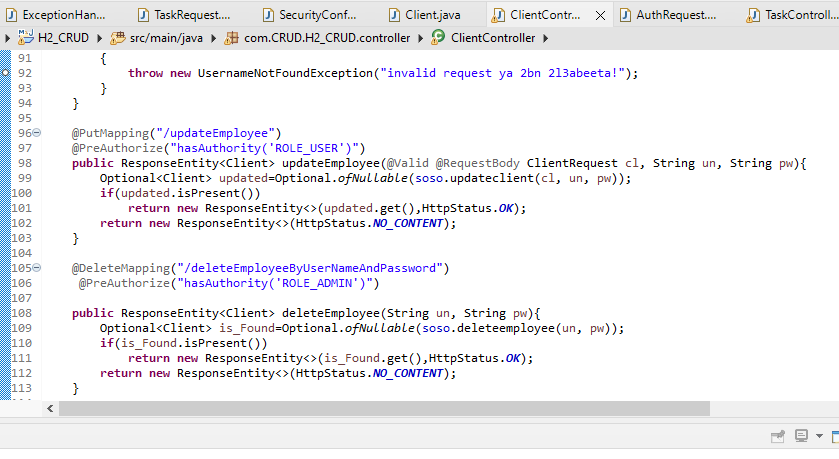 ExceptionHan... TaskRequest.... SecurityConf... Client.java ClientContr... AuthRequest.... TaskControll...
H2_CRUD src/main/java com.CRUD.H2_CRUD.controller ClientController
91 {
92 throw new UsernameNotFoundException("invalid request ya 2bn 2l3abeeta!");
93 }
94 }
95
96 @PutMapping("/updateEmployee")
97 @PreAuthorize("hasAuthority('ROLE_USER')")
98 public ResponseEntity<Client> updateEmployee(@Valid @RequestBody ClientRequest cl, String un, String pw){
99 Optional<Client> updated=Optional.ofNullable(soso.updateclient(cl, un, pw));
100 if(updated.isPresent())
101 return new ResponseEntity<>(updated.get(),HttpStatus.OK);
102 return new ResponseEntity<>(HttpStatus.NO_CONTENT);
103 }
104
105 @DeleteMapping("/deleteEmployeeByUserNameAndPassword")
106 @PreAuthorize("hasAuthority('ROLE_ADMIN')")
107
108 public ResponseEntity<Client> deleteEmployee(String un, String pw){
109 Optional<Client> is_Found=Optional.ofNullable(soso.deleteemployee(un, pw));
110 if(is_Found.isPresent())
111 return new ResponseEntity<>(is_Found.get(),HttpStatus.OK);
112 return new ResponseEntity<>(HttpStatus.NO_CONTENT);
113 }